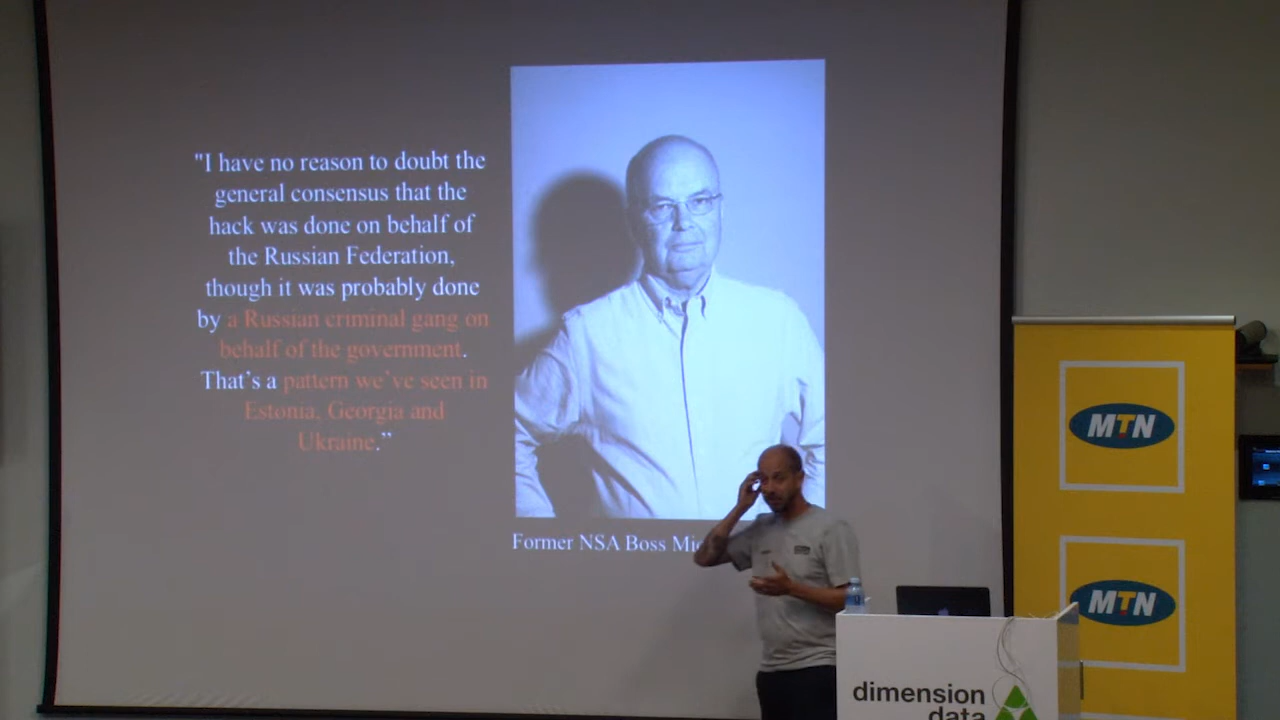 "I have no reason to doubt the
general consensus that the
hack was done on behalf of
the Russian Federation,
though it was probably done
by a Russian criminal gang on
behalf of the government.
That's a pattern we've seen in
Estonia, Georgia and
Ukraine."
Former NSA Boss
MTN
MTN
dimension
data